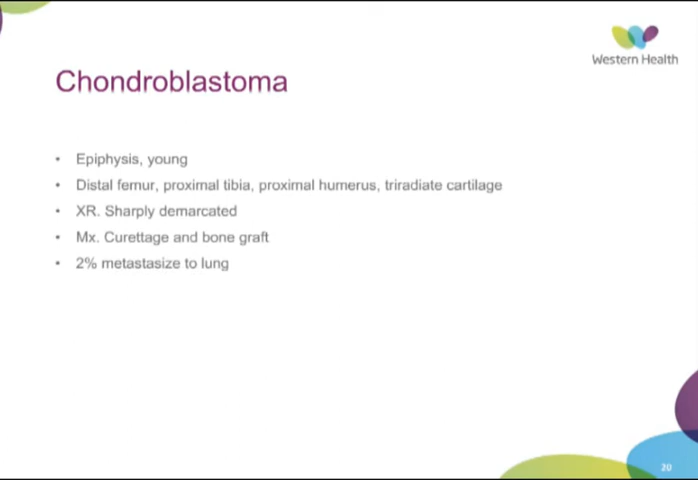 Western Health
Chondroblastoma
• Epiphysis, young
• Distal femur, proximal tibia, proximal humerus, triradiate cartilage
• XR. Sharply demarcated
• Mx. Curettage and bone graft
• 2% metastasize to lung
20